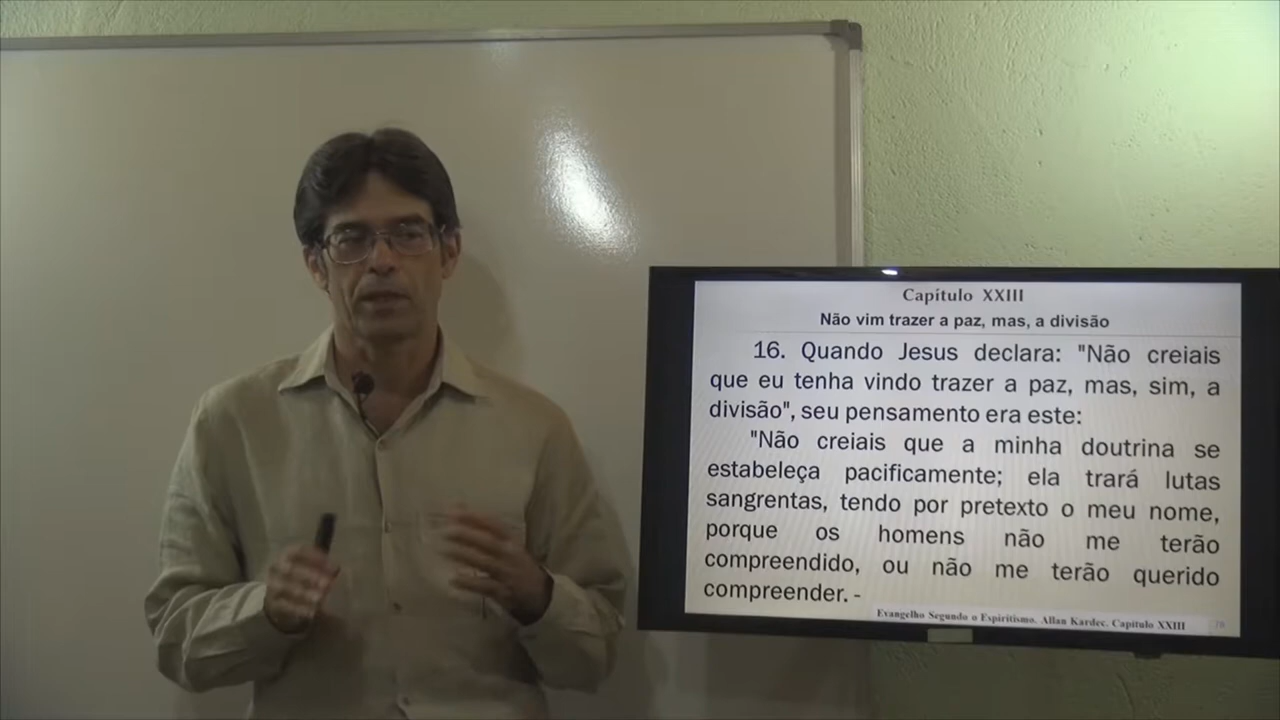 Capítulo XXIII
Não vim trazer a paz, mas, a divisão
16. Quando Jesus declara: "Não creiais
que eu tenha vindo trazer a paz, mas, sim, a
divisão", seu pensamento era este:
"Não creiais que a minha doutrina se
estabeleça pacificamente; ela trará lutas
sangrentas, tendo por pretexto o meu nome,
porque os homens não me terão
compreendido, ou não me terão querido
compreender. -
Evangelho Segundo o Espiritismo. Allan Kardec. Capítulo XXIII